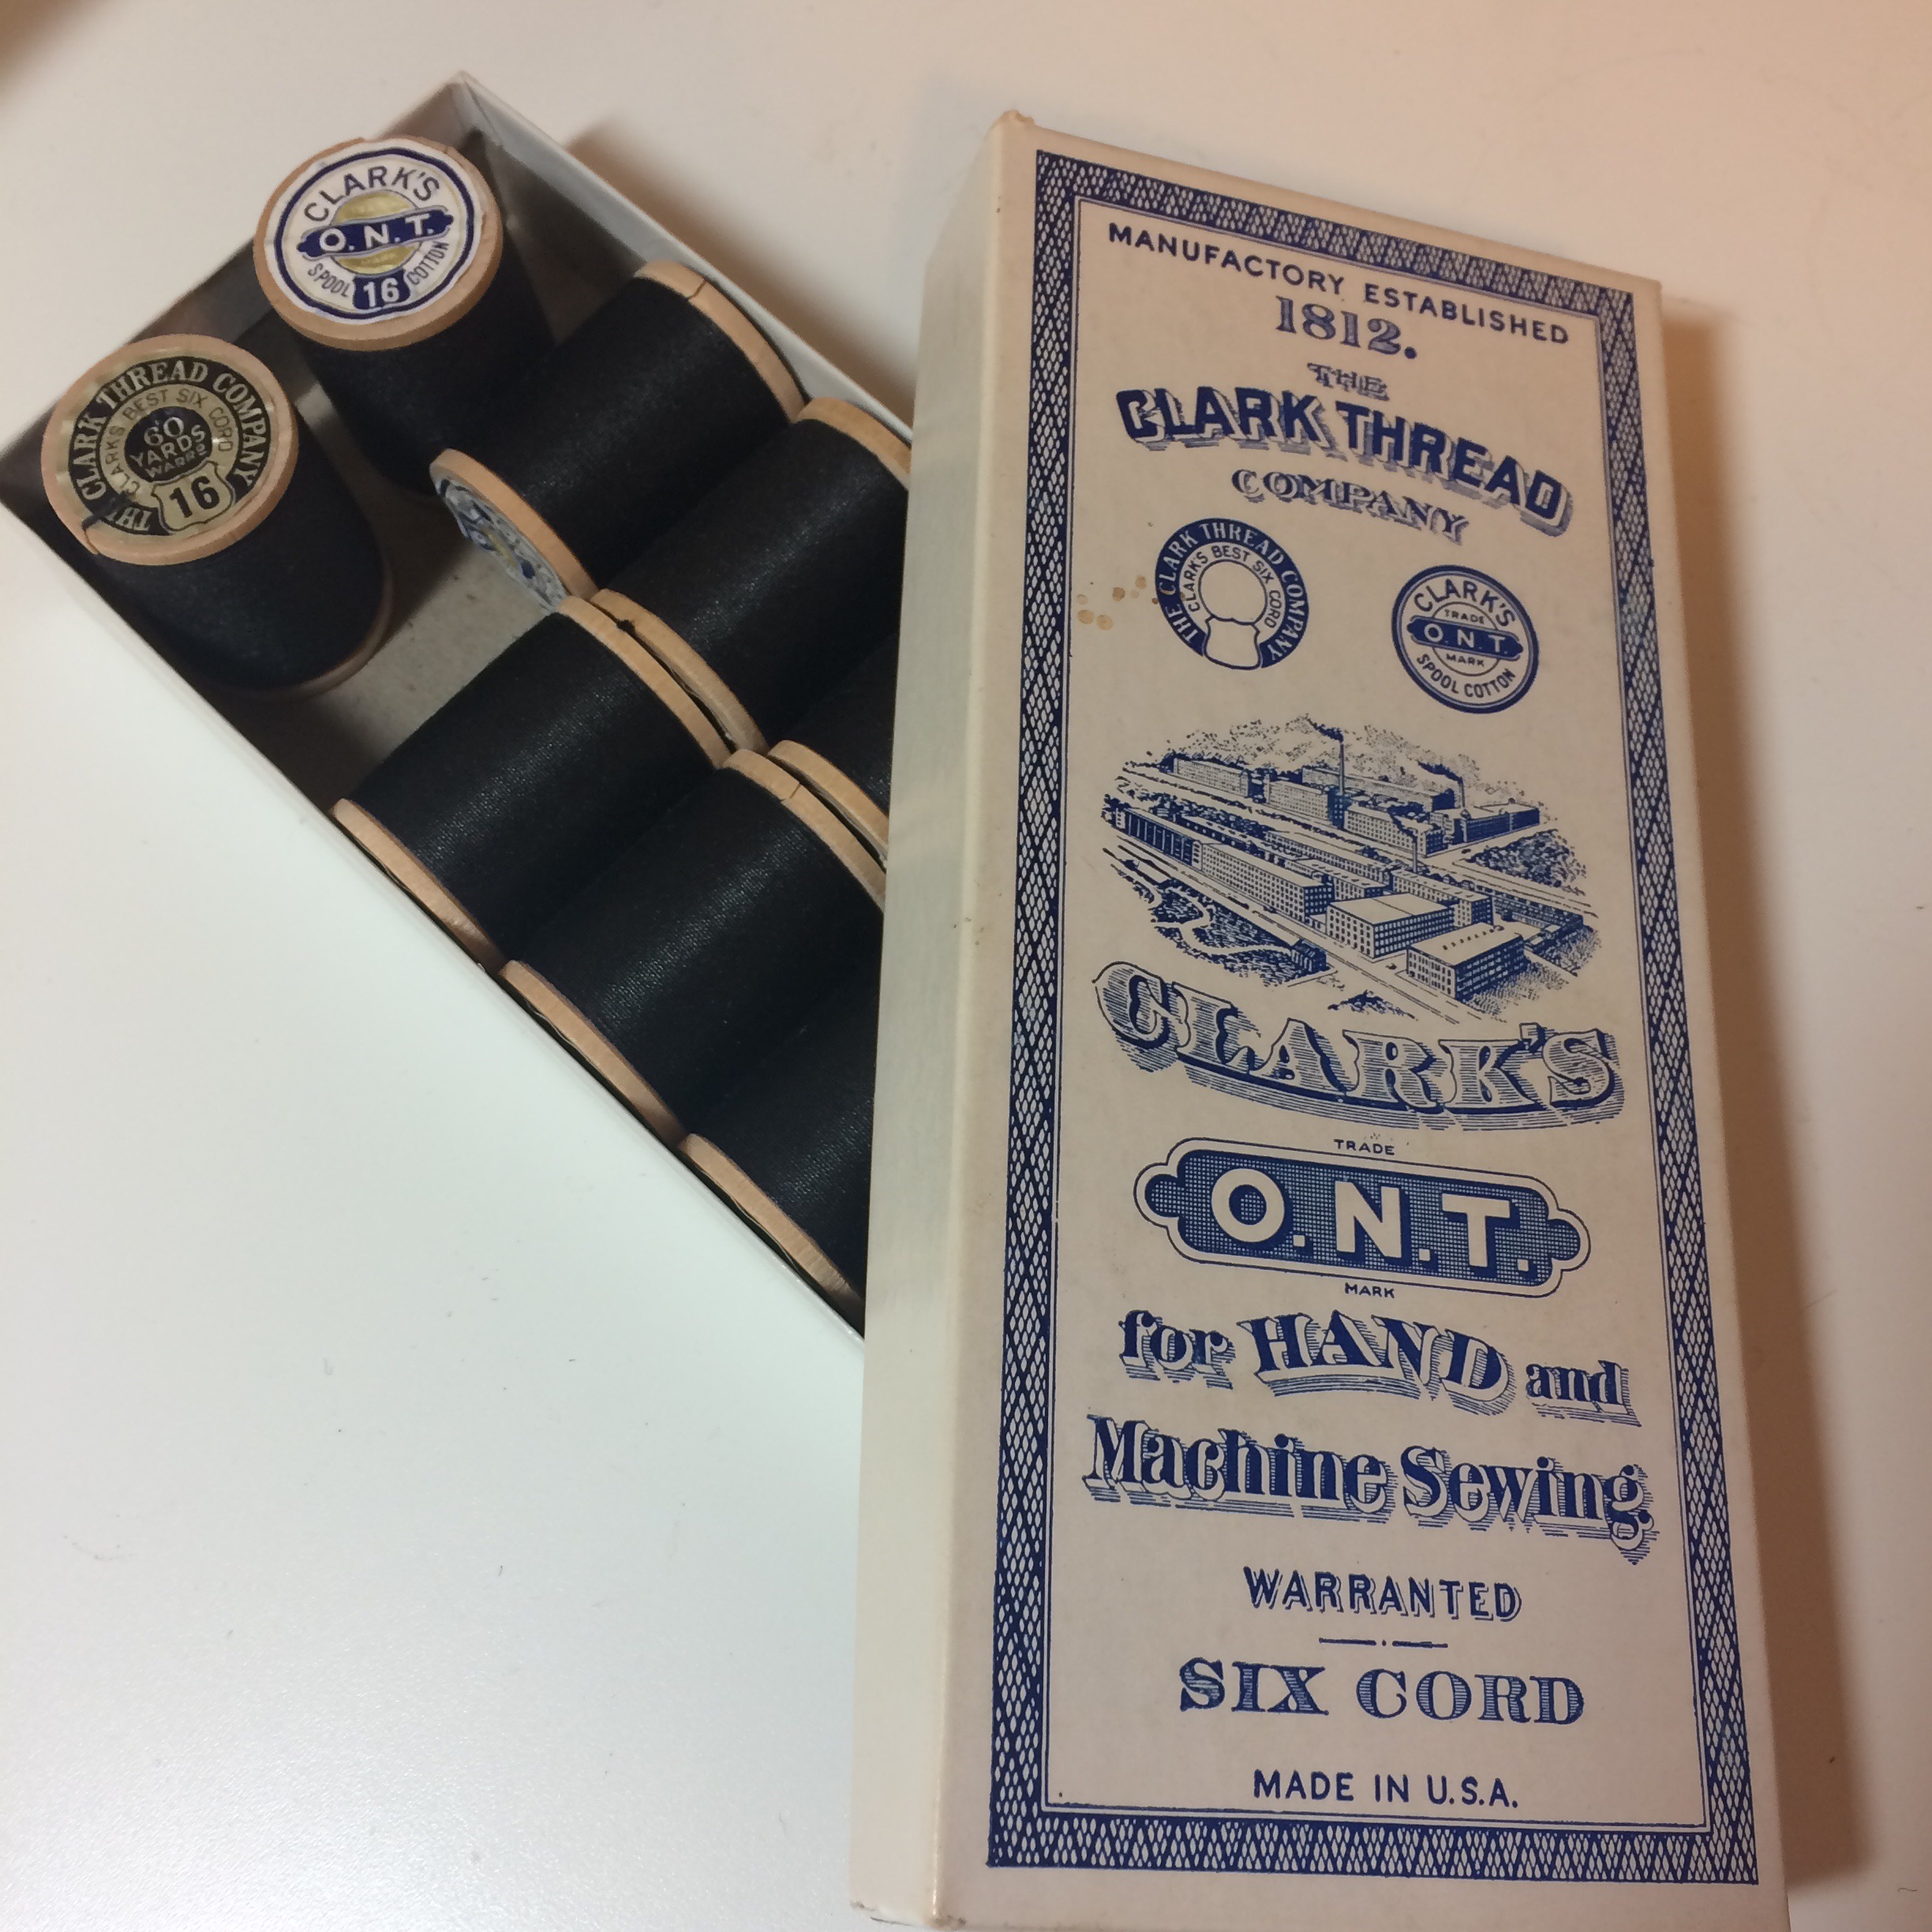 CLARK'S
O.N.T.
SPOOL COTTON
16
THE CLARK THREAD COMPANY
CLARK'S BEST SIX CORD
60
YARDS
WARRD
16
MANUFACTORY ESTABLISHED
1812.
THE
CLARK THREAD
COMPANY
THE CLARK THREAD COMPANY
CLARK'S BEST SIX CORD
CLARK'S
TRADE
O.N.T.
MARK
SPOOL COTTON
CLARK'S
TRADE
O.N.T.
MARK
for HAND and
Machine Sewing.
WARRANTED
SIX CORD
MADE IN U.S.A.